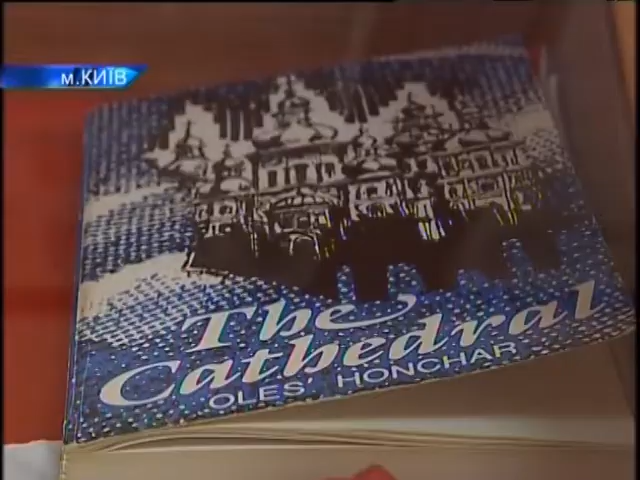 м.КИЇВ
The
Cathedral
OLES' HONCHAR